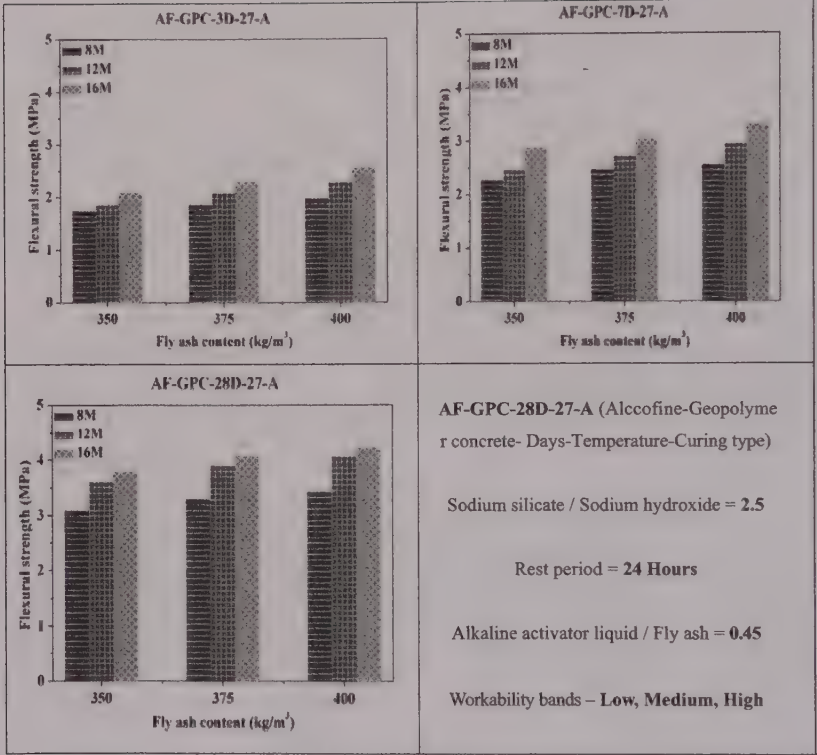 AF-GPC-3D-27-A
5
4
3
2
1
0
8M
12M
16M
Flexural strength (MPa)
350 375 400
Fly ash content (kg/m³)
AF-GPC-7D-27-A
5
4
3
2
1
0
8M
12M
16M
Flexural strength (MPa)
350 375 400
Fly ash content (kg/m³)
AF-GPC-28D-27-A
5
4
3
2
1
0
8M
12M
16M
Flexural strength (MPa)
350 375 400
Fly ash content (kg/m³)
AF-GPC-28D-27-A (Alccofine-Geopolyme
r concrete- Days-Temperature-Curing type)
Sodium silicate / Sodium hydroxide = 2.5
Rest period = 24 Hours
Alkaline activator liquid / Fly ash = 0.45
Workability bands – Low, Medium, High